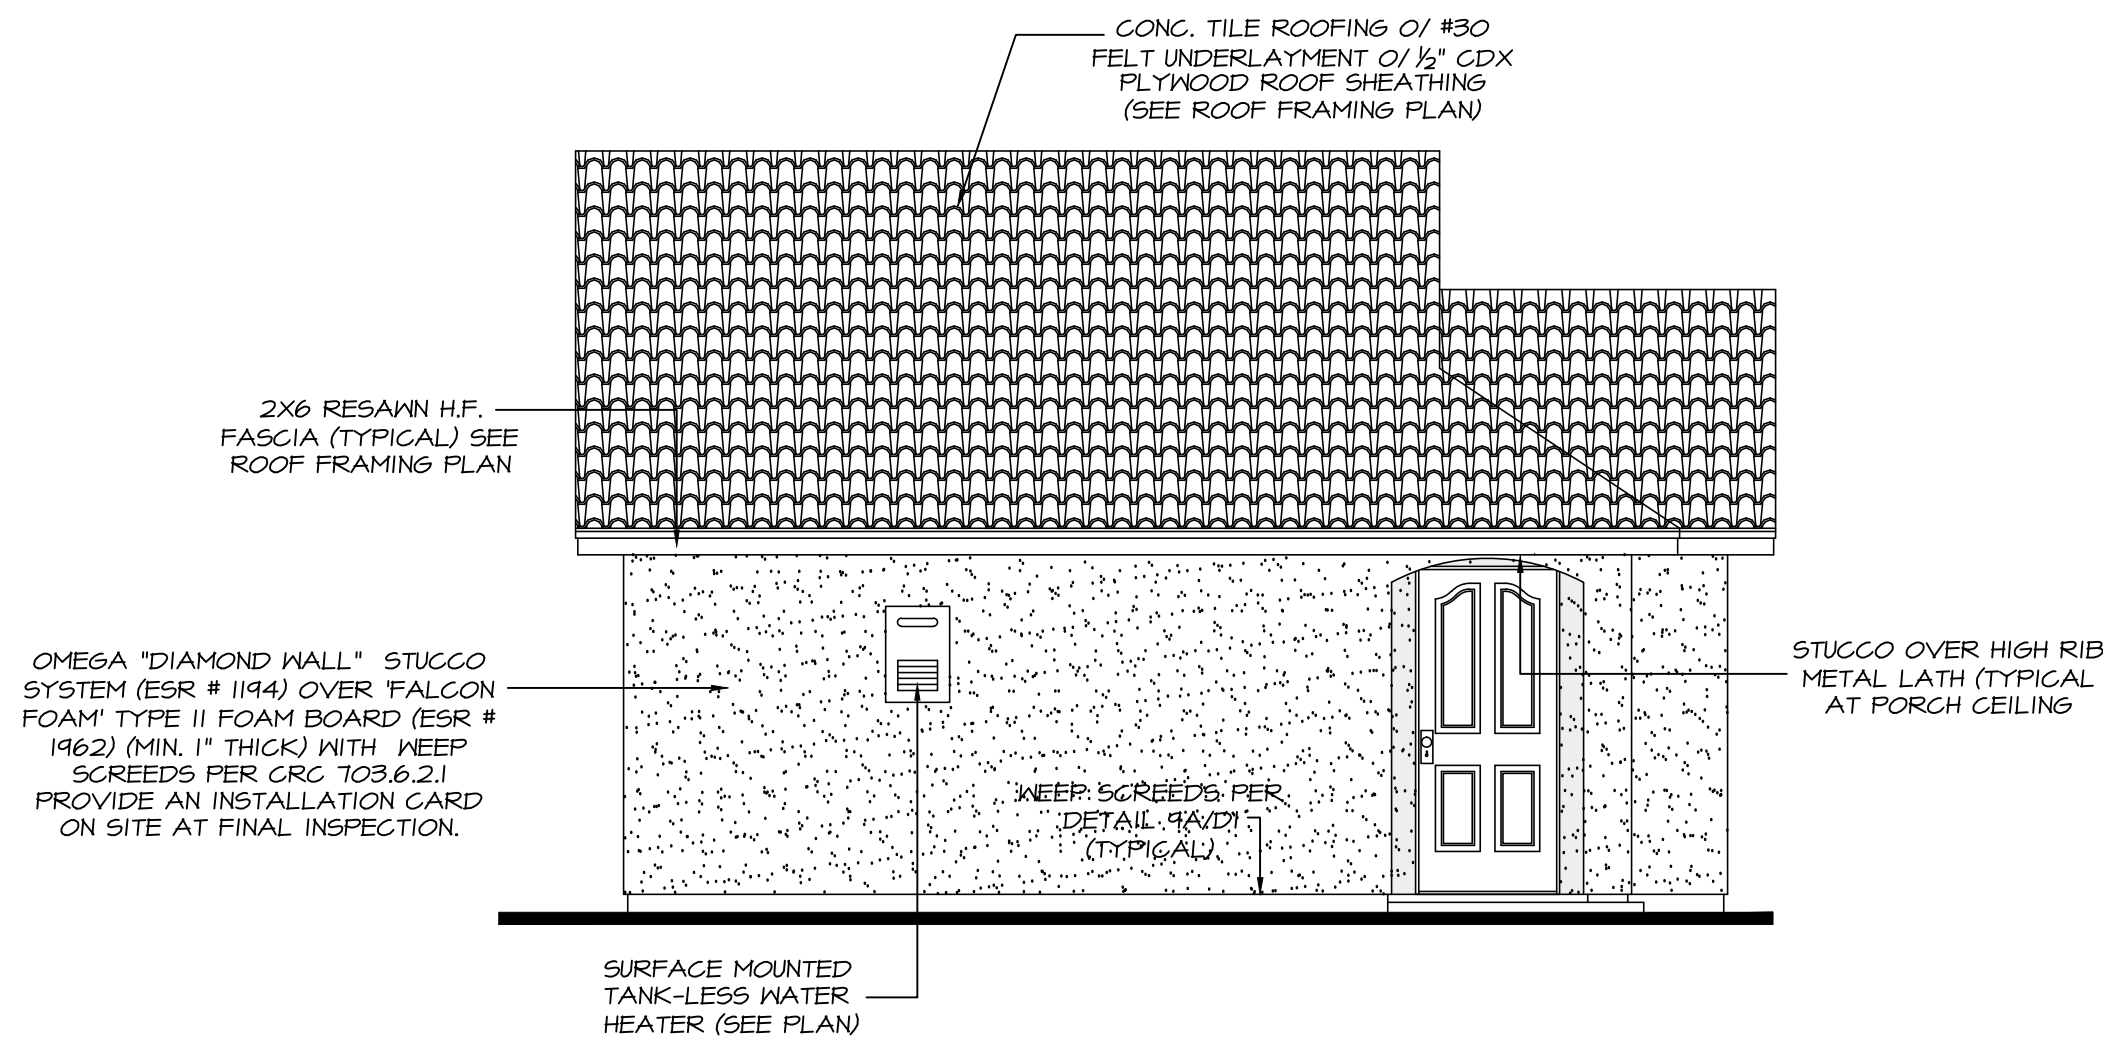 CONC. TILE ROOFING O/ #30
FELT UNDERLAYMENT O/ ½" CDX
PLYWOOD ROOF SHEATHING
(SEE ROOF FRAMING PLAN)
2X6 RESAWN H.F.
FASCIA (TYPICAL) SEE
ROOF FRAMING PLAN
OMEGA "DIAMOND WALL" STUCCO
SYSTEM (ESR # 1194) OVER 'FALCON
FOAM' TYPE II FOAM BOARD (ESR #
1962) (MIN. 1" THICK) WITH WEEP
SCREEDS PER CRC 703.6.2.1
PROVIDE AN INSTALLATION CARD
ON SITE AT FINAL INSPECTION.
STUCCO OVER HIGH RIB
METAL LATH (TYPICAL
AT PORCH CEILING
WEEP SCREEDS PER
DETAIL 9A/D1
(TYPICAL)
SURFACE MOUNTED
TANK-LESS WATER
HEATER (SEE PLAN)